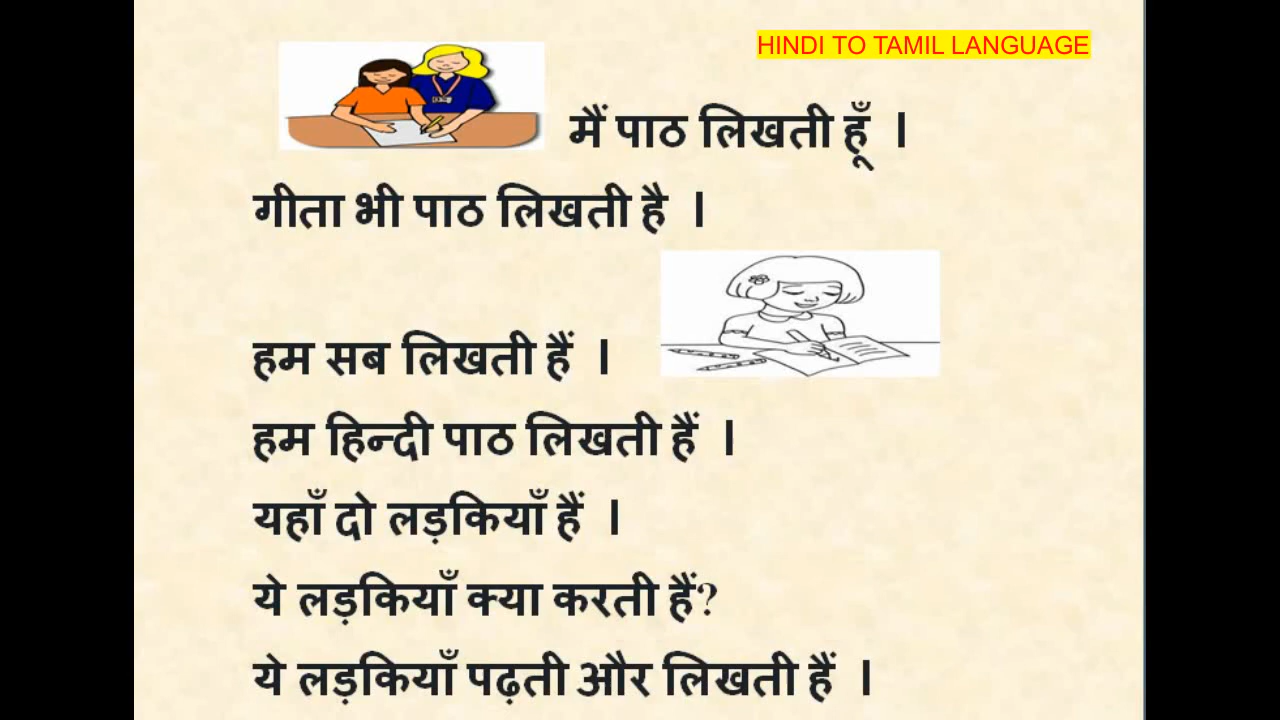 HINDI TO TAMIL LANGUAGE
मैं पाठ लिखती हूँ ।
गीता भी पाठ लिखती है ।
हम सब लिखती हैं ।
हम हिन्दी पाठ लिखती हैं ।
यहाँ दो लड़कियाँ हैं ।
ये लड़कियाँ क्या करती हैं?
ये लड़कियाँ पढ़ती और लिखती हैं ।